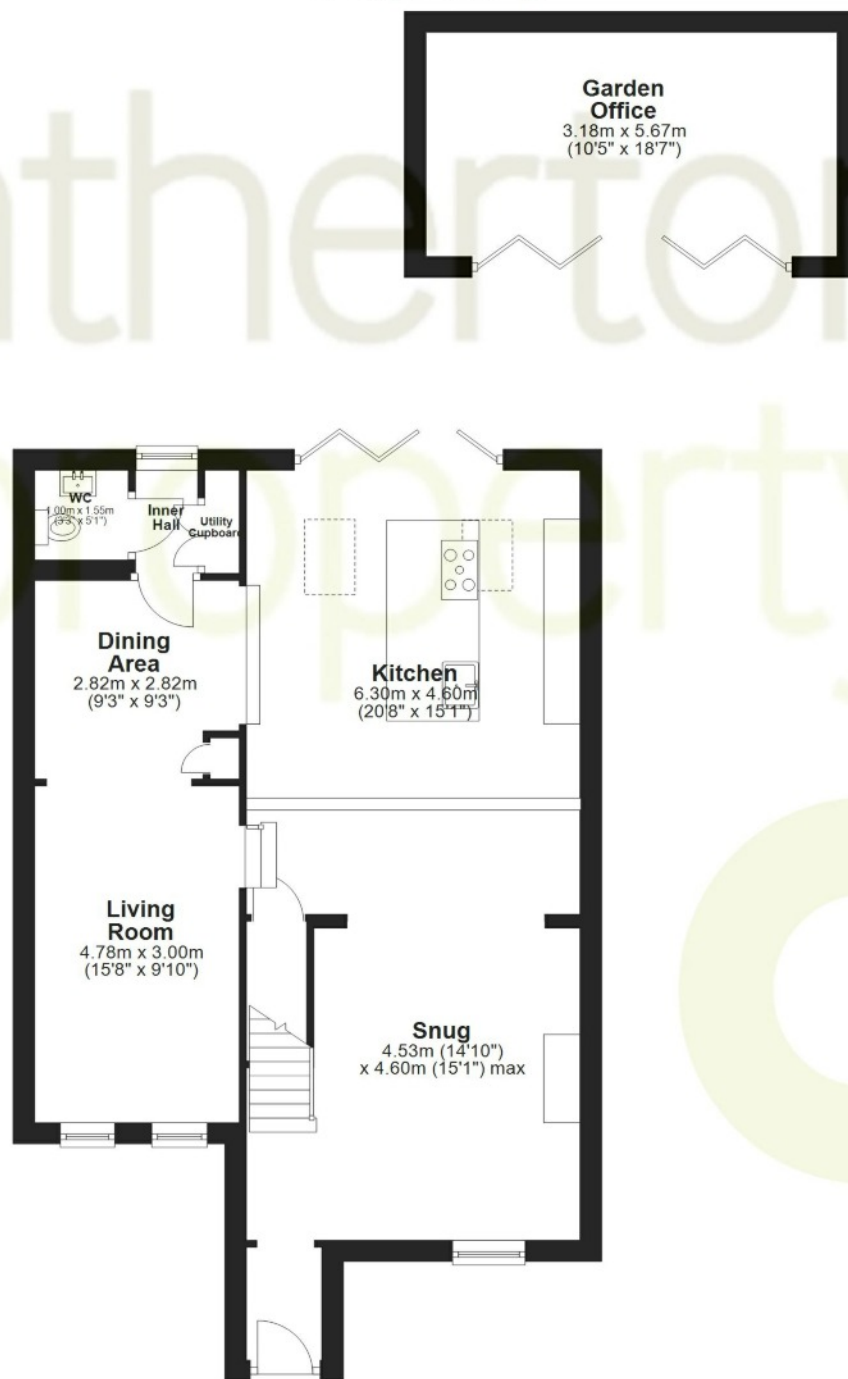 Garden
Office
3.18m x 5.67m
(10'5" x 18'7")
atherton
property
WC
1.00m x 1.55m
(3'3" x 5'1")
Inner
Hall
Utility
Cupboard
Dining
Area
2.82m x 2.82m
(9'3" x 9'3")
Kitchen
6.30m x 4.60m
(20'8" x 15'1")
Living
Room
4.78m x 3.00m
(15'8" x 9'10")
Snug
4.53m (14'10")
x 4.60m (15'1") max